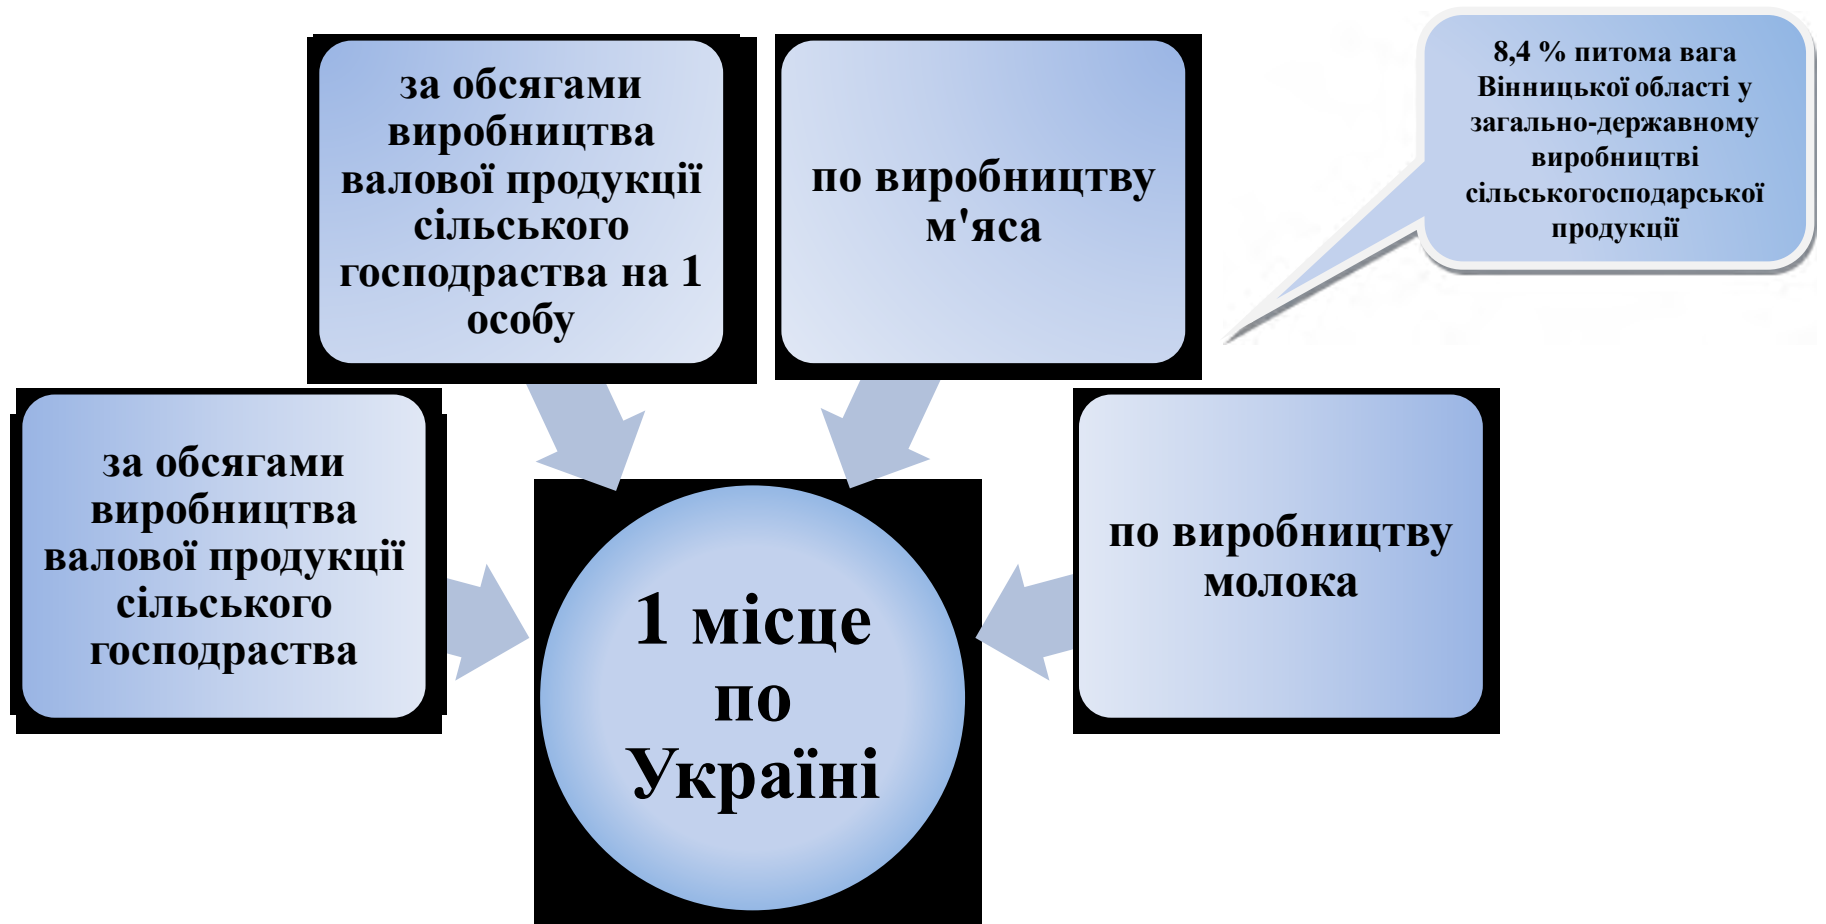 за обсягами
виробництва
валової продукції
сільського
господраства на 1
особу
по виробництву
м'яса
8,4 % питома вага
Вінницької області у
загально-державному
виробництві
сільськогосподарської
продукції
за обсягами
виробництва
валової продукції
сільського
господраства
по виробництву
молока
1 місце
по
Україні